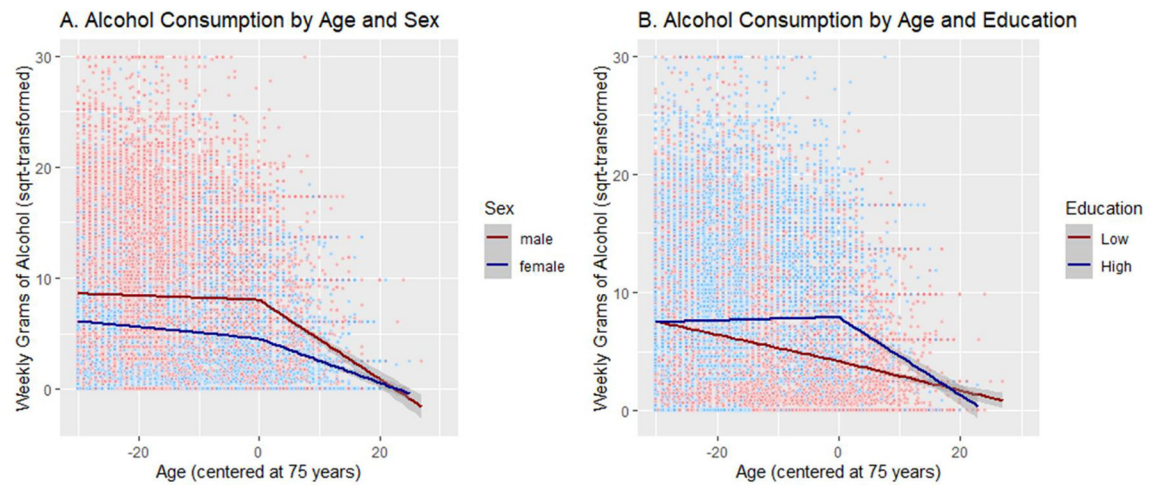 A. Alcohol Consumption by Age and Sex
Weekly Grams of Alcohol (sqrt-transformed)
30
20
10
0
-20
0
20
Age (centered at 75 years)
Sex
male
female
B. Alcohol Consumption by Age and Education
Weekly Grams of Alcohol (sqrt-transformed)
30
20
10
0
-20
0
20
Age (centered at 75 years)
Education
Low
High